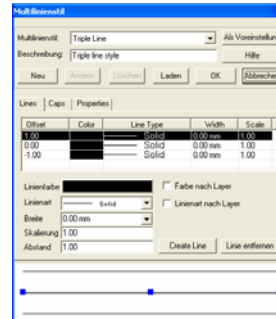 Multilinienstil
Multilinienstil: Triple Line Als Voreinstellun
Beschreibung: Triple line style Hilfe
Neu Ändern Löschen Laden OK Abbreche
Lines Caps Properties
Offset Color Line Type Width Scale
1.00 Solid 0.00 mm 1.00
0.00 Solid 0.00 mm 1.00
-1.00 Solid 0.00 mm 1.00
Linienfarbe Farbe nach Layer
Linienart Solid Linienart nach Layer
Breite 0.00 mm
Skalierung 1.00
Abstand 1.00 Create Line Linie entfernen